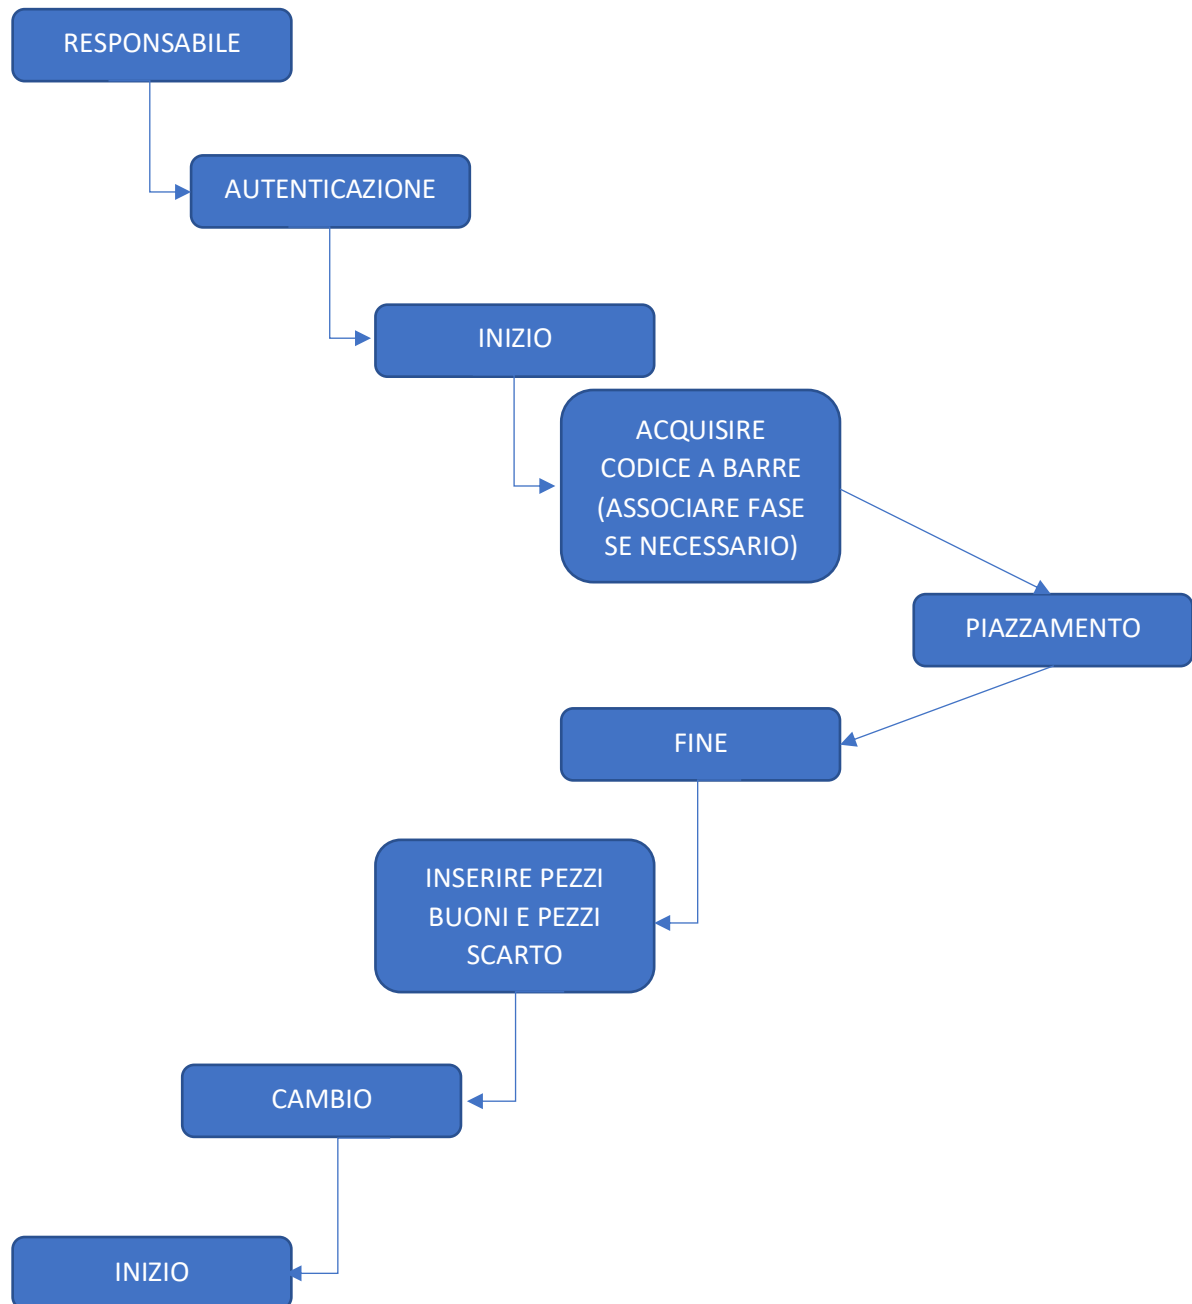 RESPONSABILE
AUTENTICAZIONE
INIZIO
ACQUISIRE
CODICE A BARRE
(ASSOCIARE FASE
SE NECESSARIO)
PIAZZAMENTO
FINE
INSERIRE PEZZI
BUONI E PEZZI
SCARTO
CAMBIO
INIZIO